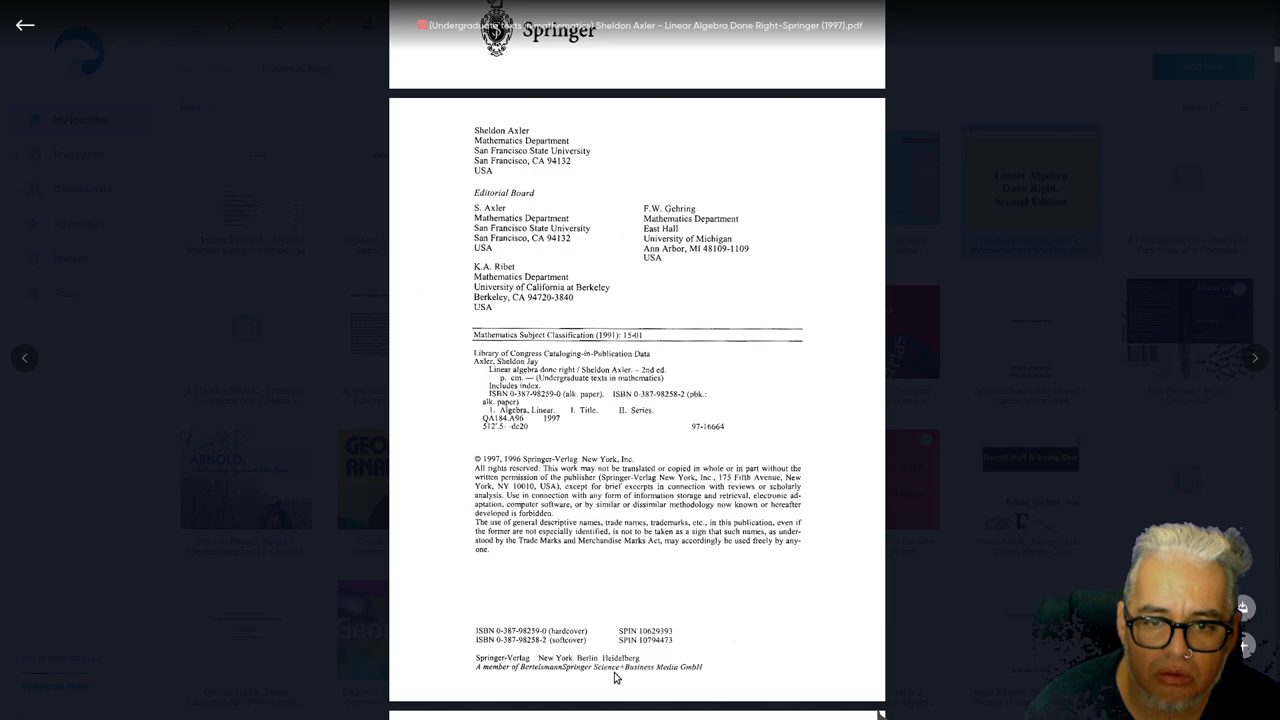 (Undergraduate texts in mathematics) Sheldon Axler - Linear Algebra Done Right-Springer (1997).pdf
Springer
Sheldon Axler
Mathematics Department
San Francisco State University
San Francisco, CA 94132
USA
Editorial Board
S. Axler
Mathematics Department
San Francisco State University
San Francisco, CA 94132
USA
F.W. Gehring
Mathematics Department
East Hall
University of Michigan
Ann Arbor, MI 48109-1109
USA
K.A. Ribet
Mathematics Department
University of California at Berkeley
Berkeley, CA 94720-3840
USA
Mathematics Subject Classification (1991): 15-01
Library of Congress Cataloging-in-Publication Data
Axler, Sheldon Jay
Linear algebra done right / Sheldon Axler. – 2nd ed.
p. cm. — (Undergraduate texts in mathematics)
Includes index.
ISBN 0-387-98259-0 (alk. paper). ISBN 0-387-98258-2 (pbk.:
alk. paper)
1. Algebra, Linear. I. Title. II. Series.
QA184.A96 1997
512'.5–dc20 97-16664
© 1997, 1996 Springer-Verlag New York, Inc.
All rights reserved. This work may not be translated or copied in whole or in part without the
written permission of the publisher (Springer-Verlag New York, Inc., 175 Fifth Avenue, New
York, NY 10010, USA), except for brief excerpts in connection with reviews or scholarly
analysis. Use in connection with any form of information storage and retrieval, electronic ad-
aptation, computer software, or by similar or dissimilar methodology now known or hereafter
developed is forbidden.
The use of general descriptive names, trade names, trademarks, etc., in this publication, even if
the former are not especially identified, is not to be taken as a sign that such names, as under-
stood by the Trade Marks and Merchandise Marks Act, may accordingly be used freely by any-
one.
ISBN 0-387-98259-0 (hardcover) SPIN 10629393
ISBN 0-387-98258-2 (softcover) SPIN 10794473
Springer-Verlag New York Berlin Heidelberg
A member of BertelsmannSpringer Science+Business Media GmbH
Linear Algebra
Done Right,
Second Edition
ARNOLD:
Darrell Huff & Irving Geis